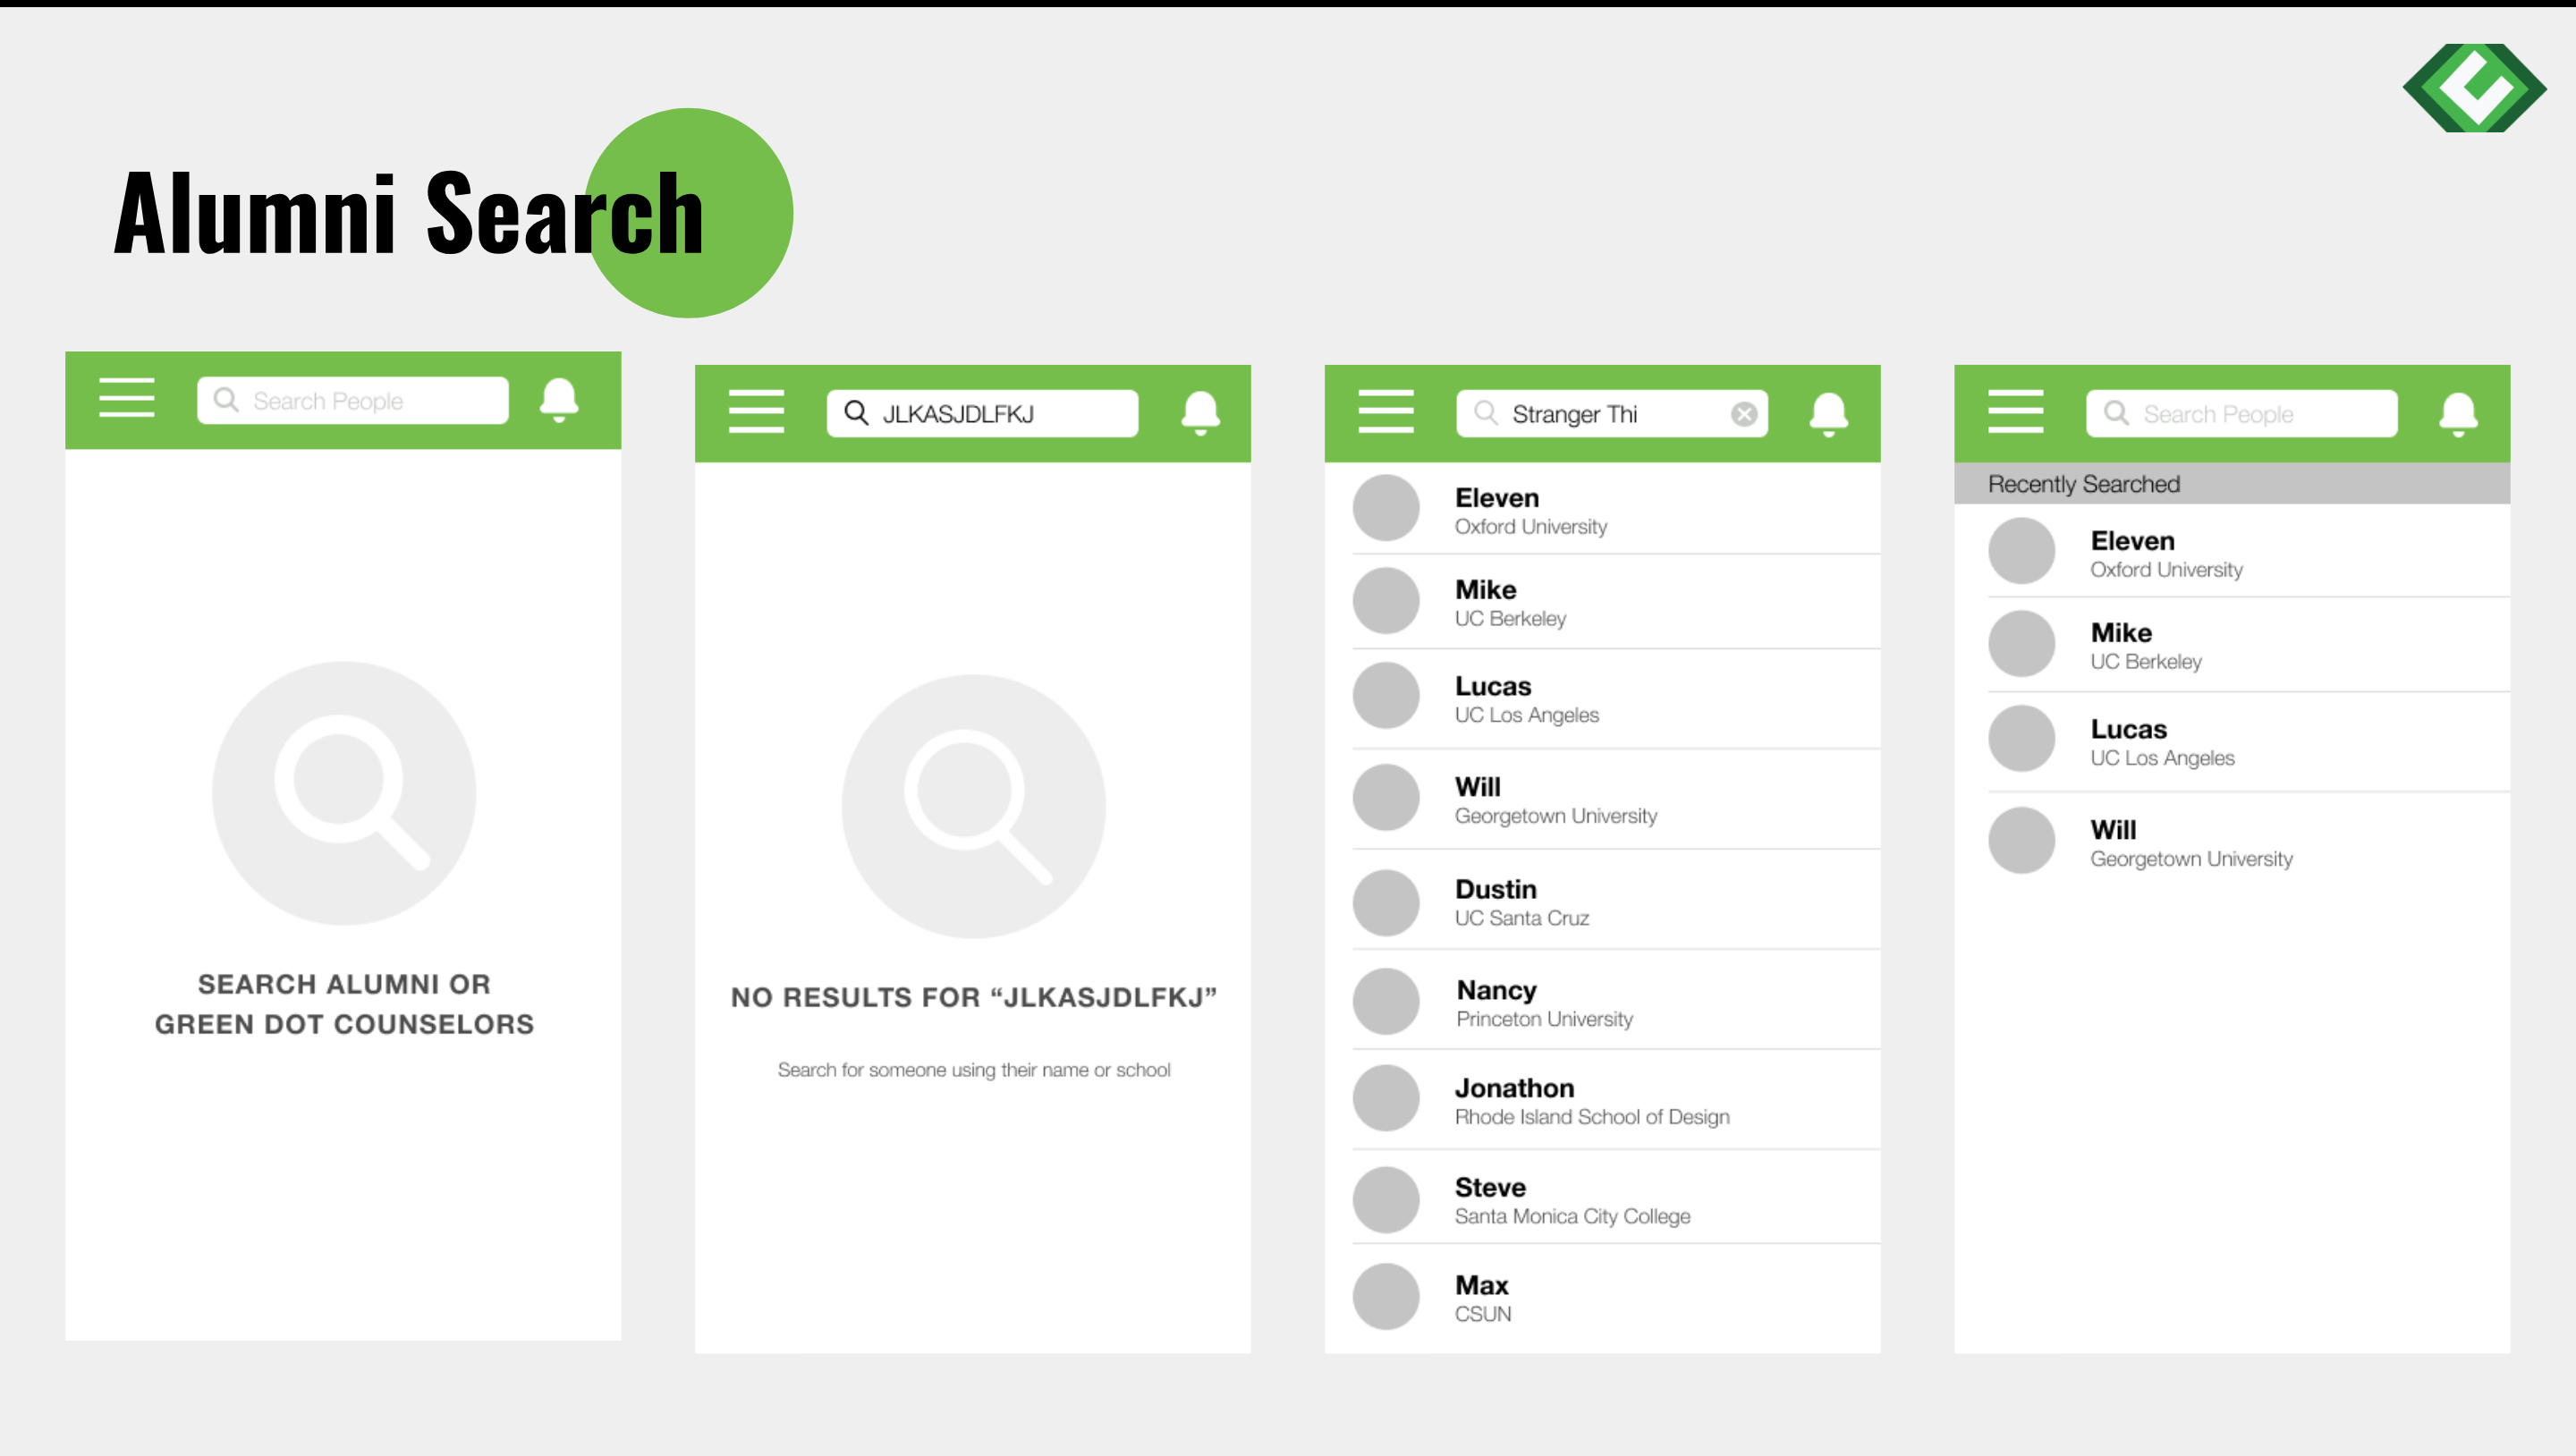 Alumni Search
Search People
SEARCH ALUMNI OR
GREEN DOT COUNSELORS
JLKASJDLFKJ
NO RESULTS FOR “JLKASJDLFKJ”
Search for someone using their name or school
Stranger Thi
Eleven
Oxford University
Mike
UC Berkeley
Lucas
UC Los Angeles
Will
Georgetown University
Dustin
UC Santa Cruz
Nancy
Princeton University
Jonathon
Rhode Island School of Design
Steve
Santa Monica City College
Max
CSUN
Search People
Recently Searched
Eleven
Oxford University
Mike
UC Berkeley
Lucas
UC Los Angeles
Will
Georgetown University